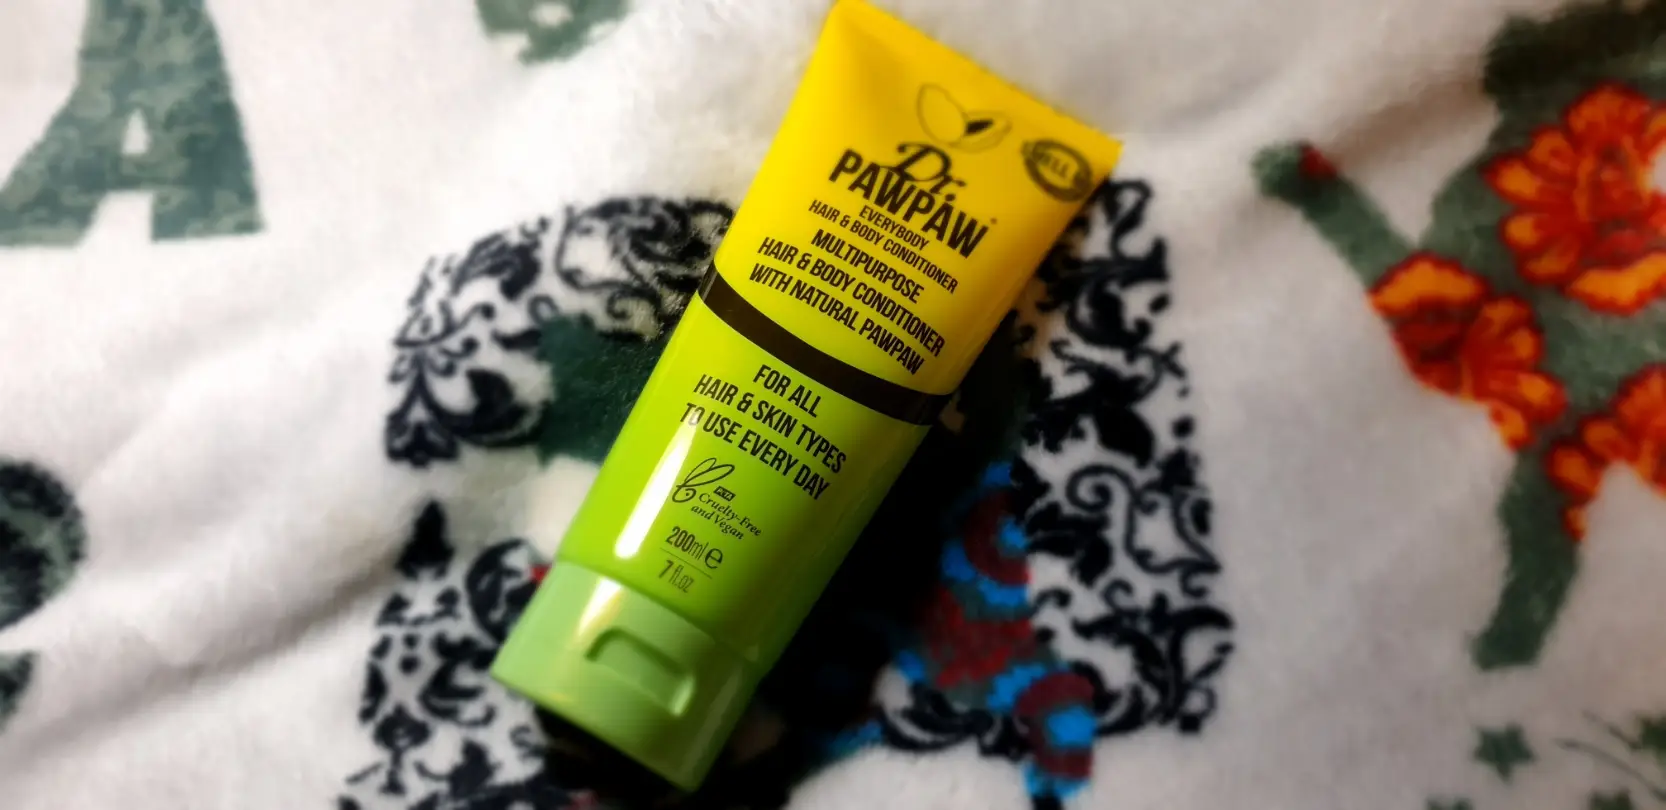 Dr.
PAWPAW
EVERYBODY
HAIR & BODY CONDITIONER
MULTIPURPOSE
HAIR & BODY CONDITIONER
WITH NATURAL PAWPAW
FOR ALL
HAIR & SKIN TYPES
TO USE EVERY DAY
PETA
Cruelty-Free
and Vegan
200ml e
7 fl.oz
A